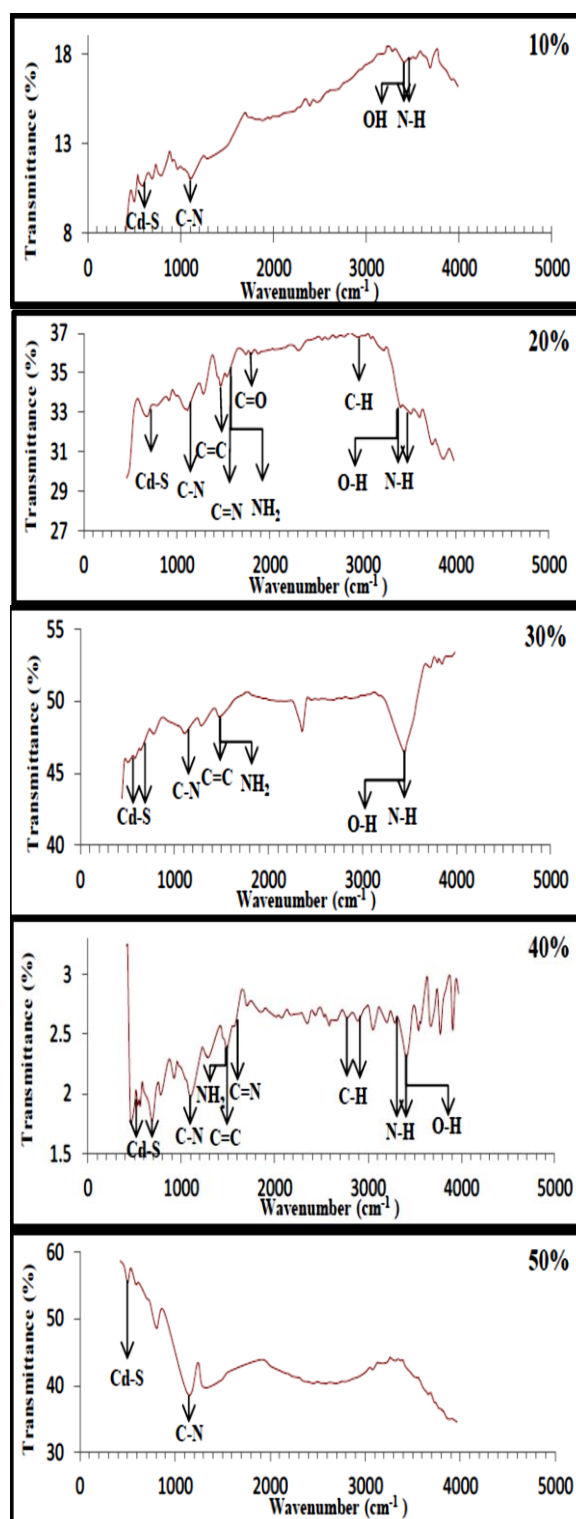 10%
Transmittance (%)
18
13
8
OH N-H
Cd-S C-N
0 1000 2000 3000 4000 5000
Wavenumber (cm-1 )
20%
Transmittance (%)
37
35
33
31
29
27
C=O C-H
C=C
Cd-S C-N O-H N-H
C=N NH2
0 1000 2000 3000 4000 5000
Wavenumber (cm-1 )
30%
Transmittance (%)
55
50
45
40
C-N C=C NH2
Cd-S O-H N-H
0 1000 2000 3000 4000 5000
Wavenumber (cm-1 )
40%
Transmittance (%)
3
2.5
2
1.5
NH2 C=N C-H
Cd-S C-N C=C N-H O-H
0 1000 2000 3000 4000 5000
Wavenumber (cm-1 )
50%
Transmittance (%)
60
50
40
30
Cd-S
C-N
0 1000 2000 3000 4000 5000
Wavenumber (cm-1 )